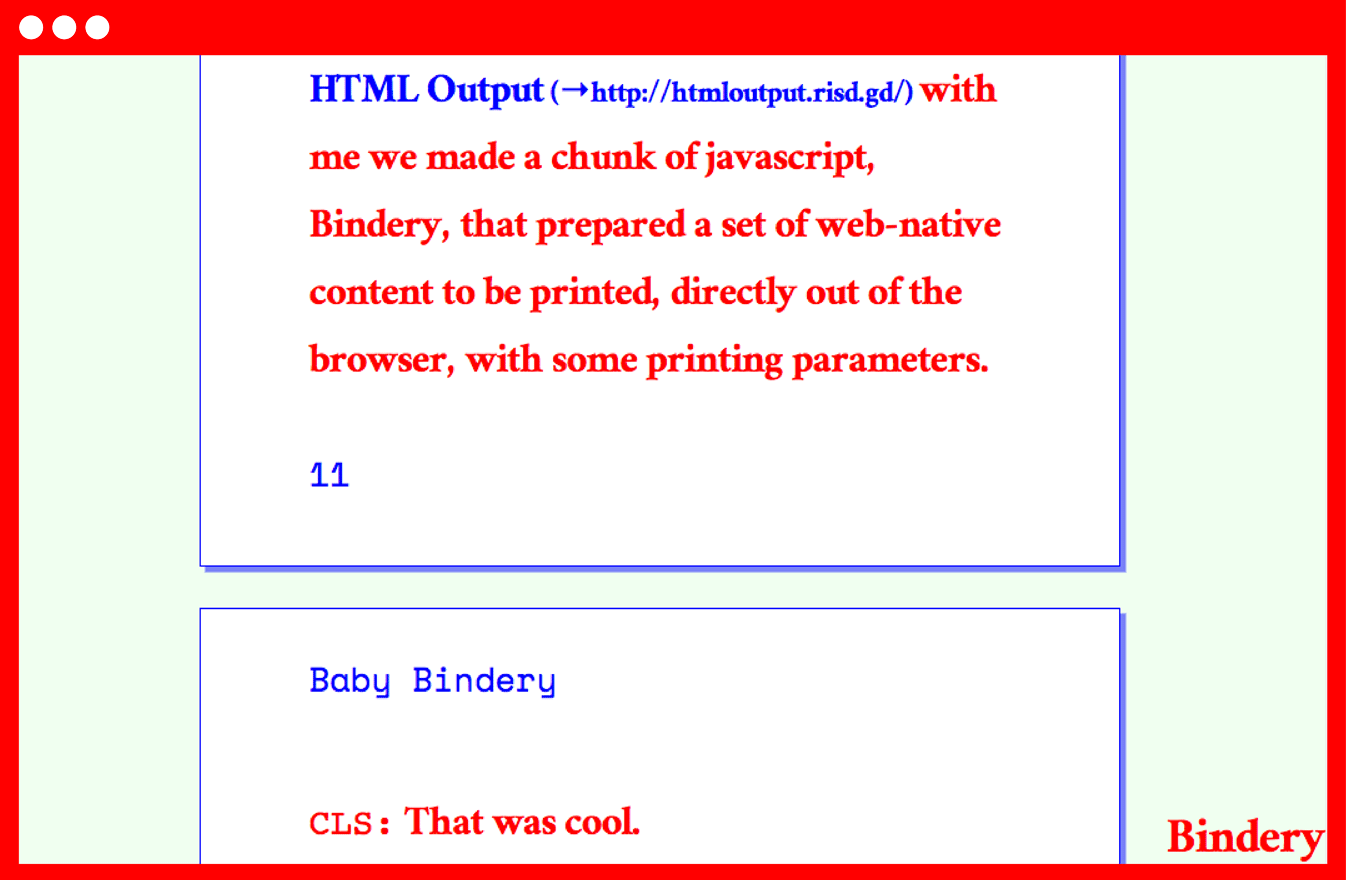 HTML Output (→http://htmloutput.risd.gd/) with
me we made a chunk of javascript,
Bindery, that prepared a set of web-native
content to be printed, directly out of the
browser, with some printing parameters.
11
Baby Bindery
CLS: That was cool.
Bindery